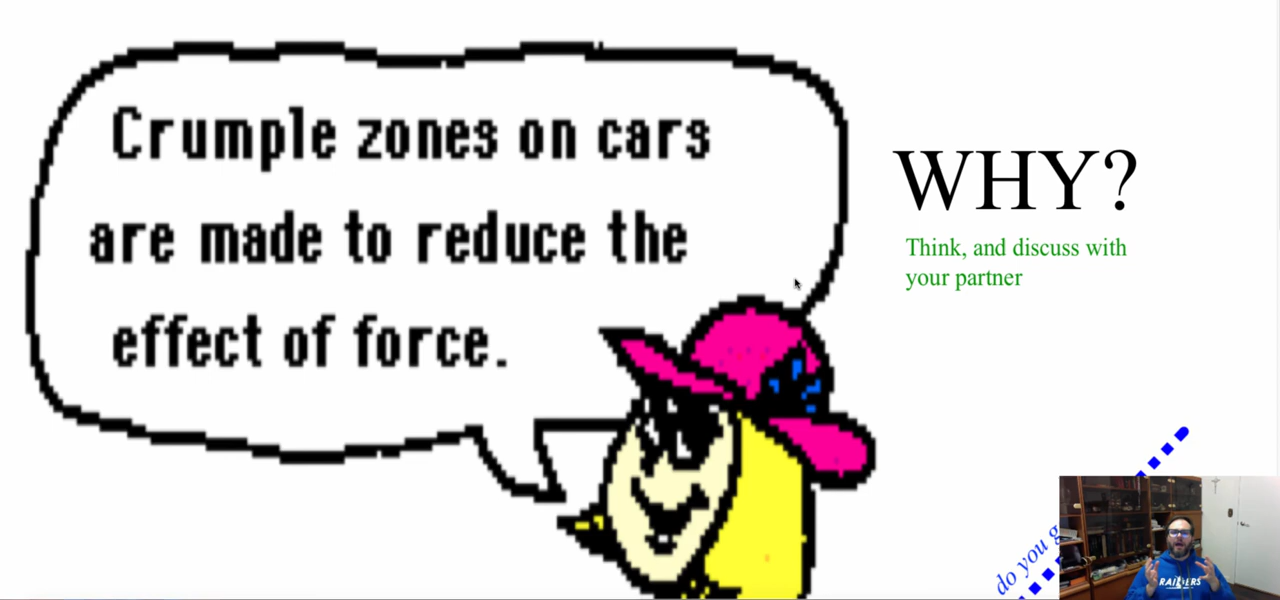 Crumple zones on cars
are made to reduce the
effect of force.
WHY?
Think, and discuss with
your partner
do you g
RAIDERS